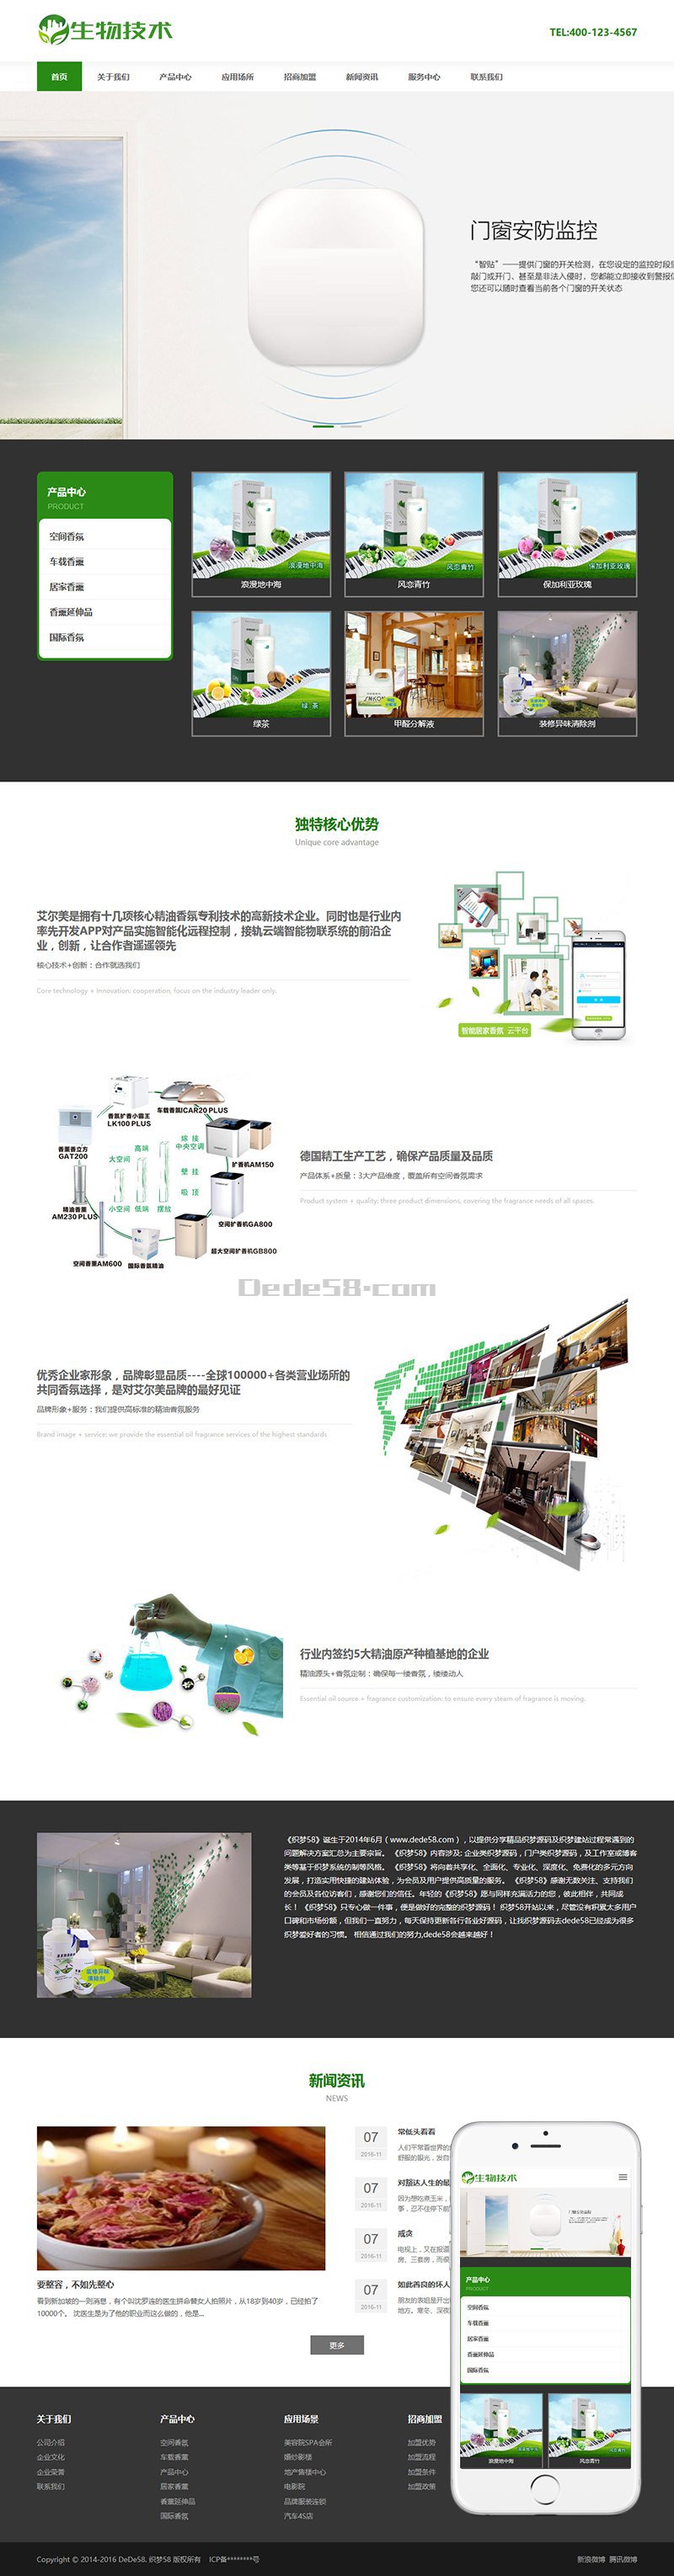 生物技术
TEL:400-123-4567
首页 关于我们 产品中心 应用场所 招商加盟 新闻资讯 服务中心 联系我们
门窗安防监控
“智贴”——提供门窗的开关检测，在您设定的监控时段
敲门或开门、甚至是非法入侵时，您都能立即接收到警报
您还可以随时查看当前各个门窗的开关状态
产品中心
PRODUCT
空间香氛
车载香薰
居家香薰
香薰延伸品
国际香氛
浪漫地中海
浪漫地中海
风恋青竹
风恋青竹
保加利亚玫瑰
保加利亚玫瑰
绿 茶
绿茶
甲醛分解液
装修异味清除剂
独特核心优势
Unique core advantage
艾尔美是拥有十几项核心精油香氛专利技术的高新技术企业。同时也是行业内
率先开发APP对产品实施智能化远程控制，接轨云端智能物联系统的前沿企
业，创新，让合作者遥遥领先
核心技术+创新：合作就选我们
Core technology + Innovation: cooperation, focus on the industry leader only.
智能居家香氛 云平台
香氛扩香小霸王
LK100 PLUS
车载香氛ICAR20 PLUS
香薰香立方
GAT200
高端
大空间
嫁 接
中央空调
扩香机AM150
壁 挂
吸 顶
精油香薰
AM230 PLUS
小空间 低端 摆放
空间扩香机GA800
超大空间扩香机GB800
空间香薰AM600
国际香氛精油
德国精工生产工艺，确保产品质量及品质
产品体系+质量：3大产品维度，覆盖所有空间香氛需求
Product system + quality: three product dimensions, covering the fragrance needs of all spaces.
Dede58.com
优秀企业家形象，品牌彰显品质----全球100000+各类营业场所的
共同香氛选择，是对艾尔美品牌的最好见证
品牌形象+服务：我们提供高标准的精油香氛服务
Brand image + service: we provide the essential oil fragrance services of the highest standards
行业内签约5大精油原产种植基地的企业
精油源头+香氛定制：确保每一缕香氛，缕缕动人
Essential oil source + fragrance customization: to ensure every steam of fragrance is moving.
《织梦58》诞生于2014年6月（ www.dede58.com ），以提供分享精品织梦源码及织梦建站过程常遇到的
问题解决方案汇总为主要宗旨。 《织梦58》内容涉及: 企业类织梦源码，门户类织梦源码，及工作室或博客
类等基于织梦系统仿制等风格。 《织梦58》将向着共享化、全面化、专业化、深度化、免费化的多元方向
发展，打造实用快捷的建站体验，为会员及用户提供高质量的服务。 《织梦58》感谢无数关注、支持我们
的会员及各位访客们，感谢您们的信任。年轻的《织梦58》愿与同样充满活力的您，彼此相伴，共同成
长！ 《织梦58》只专心做一件事，便是做好的完整的织梦源码！ 织梦58开站以来，尽管没有积累太多用户
口碑和市场份额，但我们一直努力，每天保持更新各行各业好源码，让找织梦源码去dede58已经成为很多
织梦爱好者的习惯。 相信通过我们的努力,dede58会越来越好！
新闻资讯
NEWS
要整容，不如先整心
看到新加坡的一则消息，有个叫沈罗连的医生拼命替女人拍照片，从18岁到40岁，已经拍了
10000个。 沈医生是为了他的职业而这么做的，他是...
07
2016-11
常低头看看
人们平常看世界的
舒服的眼光，发自
07
2016-11
对豁达人生的最
因为想吃煮玉米，
爹，忍不住停下前
07
2016-11
戒贪
电视上，又在报道
房、三套房，而很
07
2016-11
如此善良的坏人
朋友的表姐是开出
地方。寒冬、深夜
更多
生物技术
门窗安防监控
产品中心
PRODUCT
空间香氛
车载香薰
居家香薰
香薰延伸品
国际香氛
浪漫地中海
风恋青竹
关于我们
公司介绍
企业文化
企业荣誉
联系我们
产品中心
空间香氛
车载香薰
产品中心
居家香薰
香薰延伸品
国际香氛
应用场景
美容院SPA会所
婚纱影楼
地产售楼中心
电影院
品牌服装连锁
汽车4S店
招商加盟
加盟优势
加盟流程
加盟条件
加盟政策
Copyright © 2014-2016 DeDe58. 织梦58 版权所有 ICP备********号
新浪微博 腾讯微博